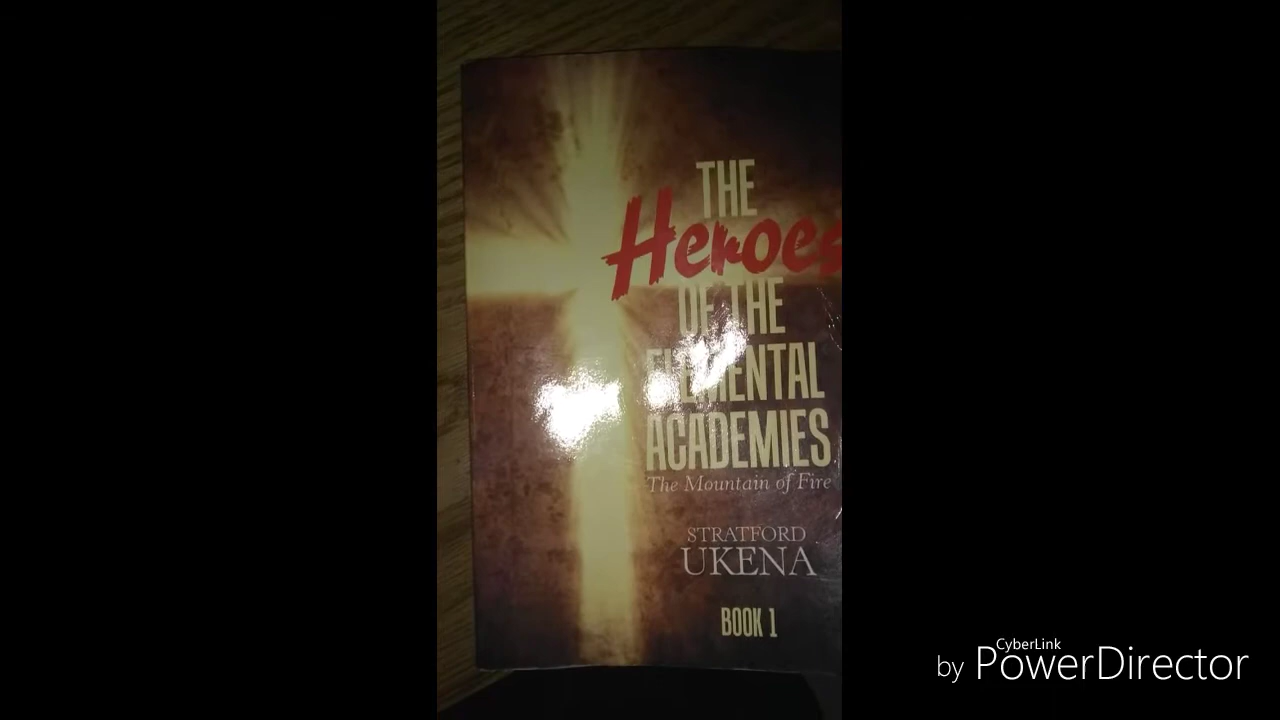 THE
Heroes
OF THE
ELEMENTAL
ACADEMIES
The Mountain of Fire
STRATFORD
UKENA
BOOK 1
CyberLink
by PowerDirector